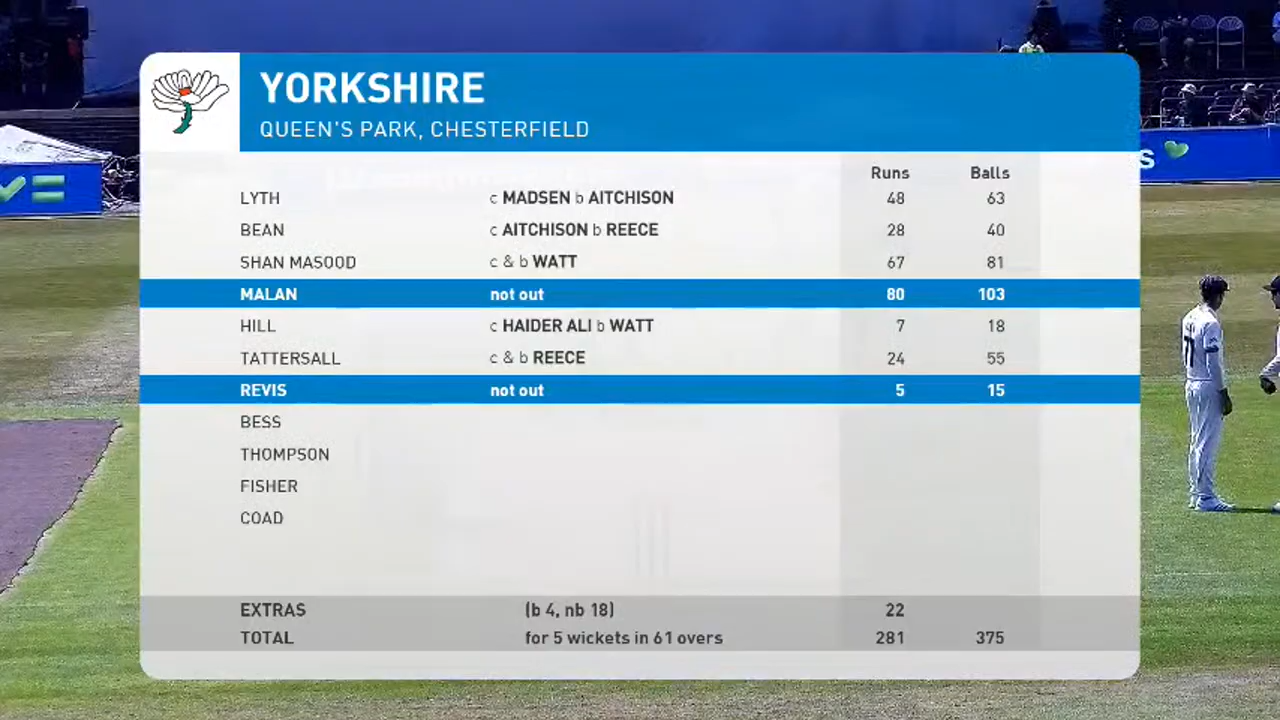 YORKSHIRE
QUEEN'S PARK, CHESTERFIELD
Runs Balls
LYTH c MADSEN b AITCHISON 48 63
BEAN c AITCHISON b REECE 28 40
SHAN MASOOD c & b WATT 67 81
MALAN not out 80 103
HILL c HAIDER ALI b WATT 7 18
TATTERSALL c & b REECE 24 55
REVIS not out 5 15
BESS
THOMPSON
FISHER
COAD
EXTRAS (b 4, nb 18) 22
TOTAL for 5 wickets in 61 overs 281 375